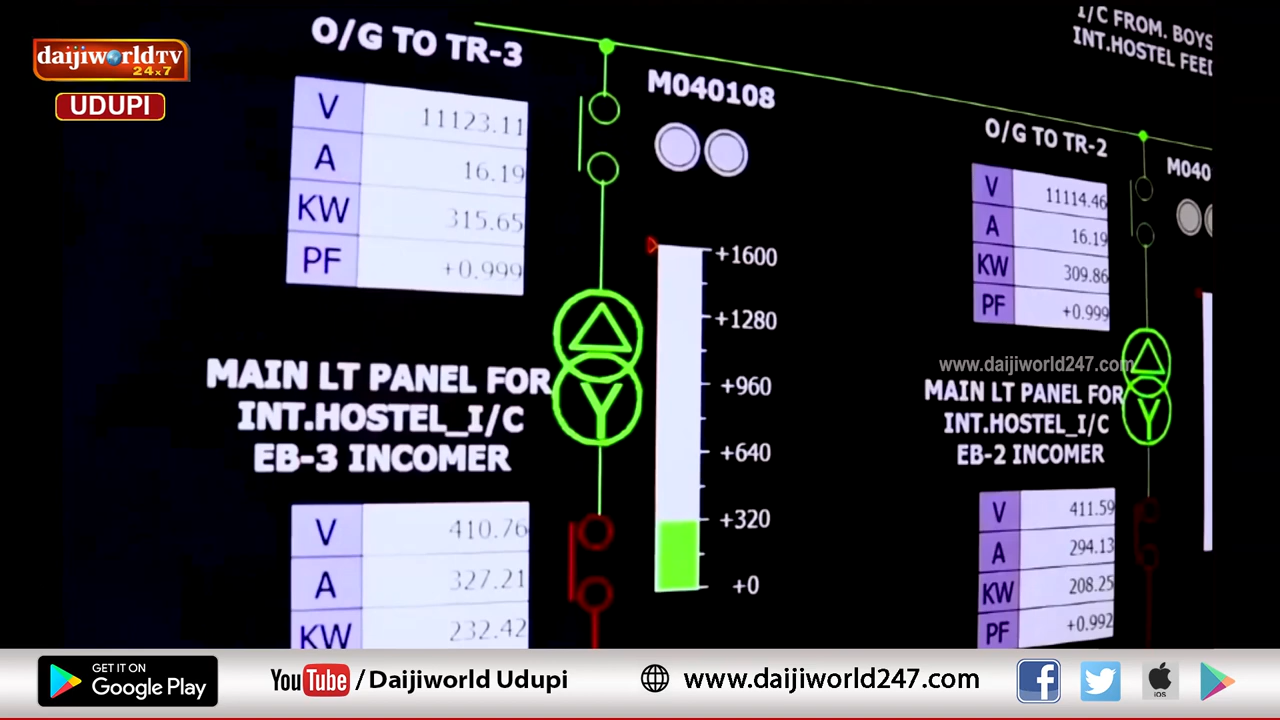 daijiworldTV
24x7
UDUPI
O/G TO TR-3
V 11123.11
A 16.19
KW 315.65
PF +0.999
M040108
+1600
+1280
+960
+640
+320
+0
MAIN LT PANEL FOR
INT.HOSTEL_I/C
EB-3 INCOMER
V 410.76
A 327.21
KW 232.42
I/C FROM. BOYS
INT.HOSTEL FEED
O/G TO TR-2
V 11114.46
A 16.19
KW 309.86
PF +0.999
M040
www.daijiworld247.com
MAIN LT PANEL FOR
INT.HOSTEL_I/C
EB-2 INCOMER
V 411.59
A 294.13
KW 208.25
PF +0.992
GET IT ON
Google Play
YouTube /Daijiworld Udupi
www.daijiworld247.com
f
iOS